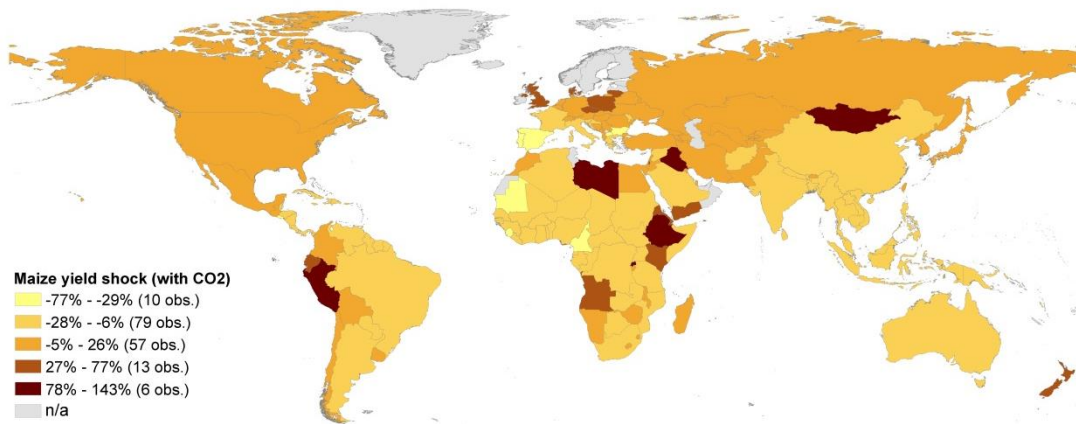 Maize yield shock (with CO2)
-77% - -29% (10 obs.)
-28% - -6% (79 obs.)
-5% - 26% (57 obs.)
27% - 77% (13 obs.)
78% - 143% (6 obs.)
n/a